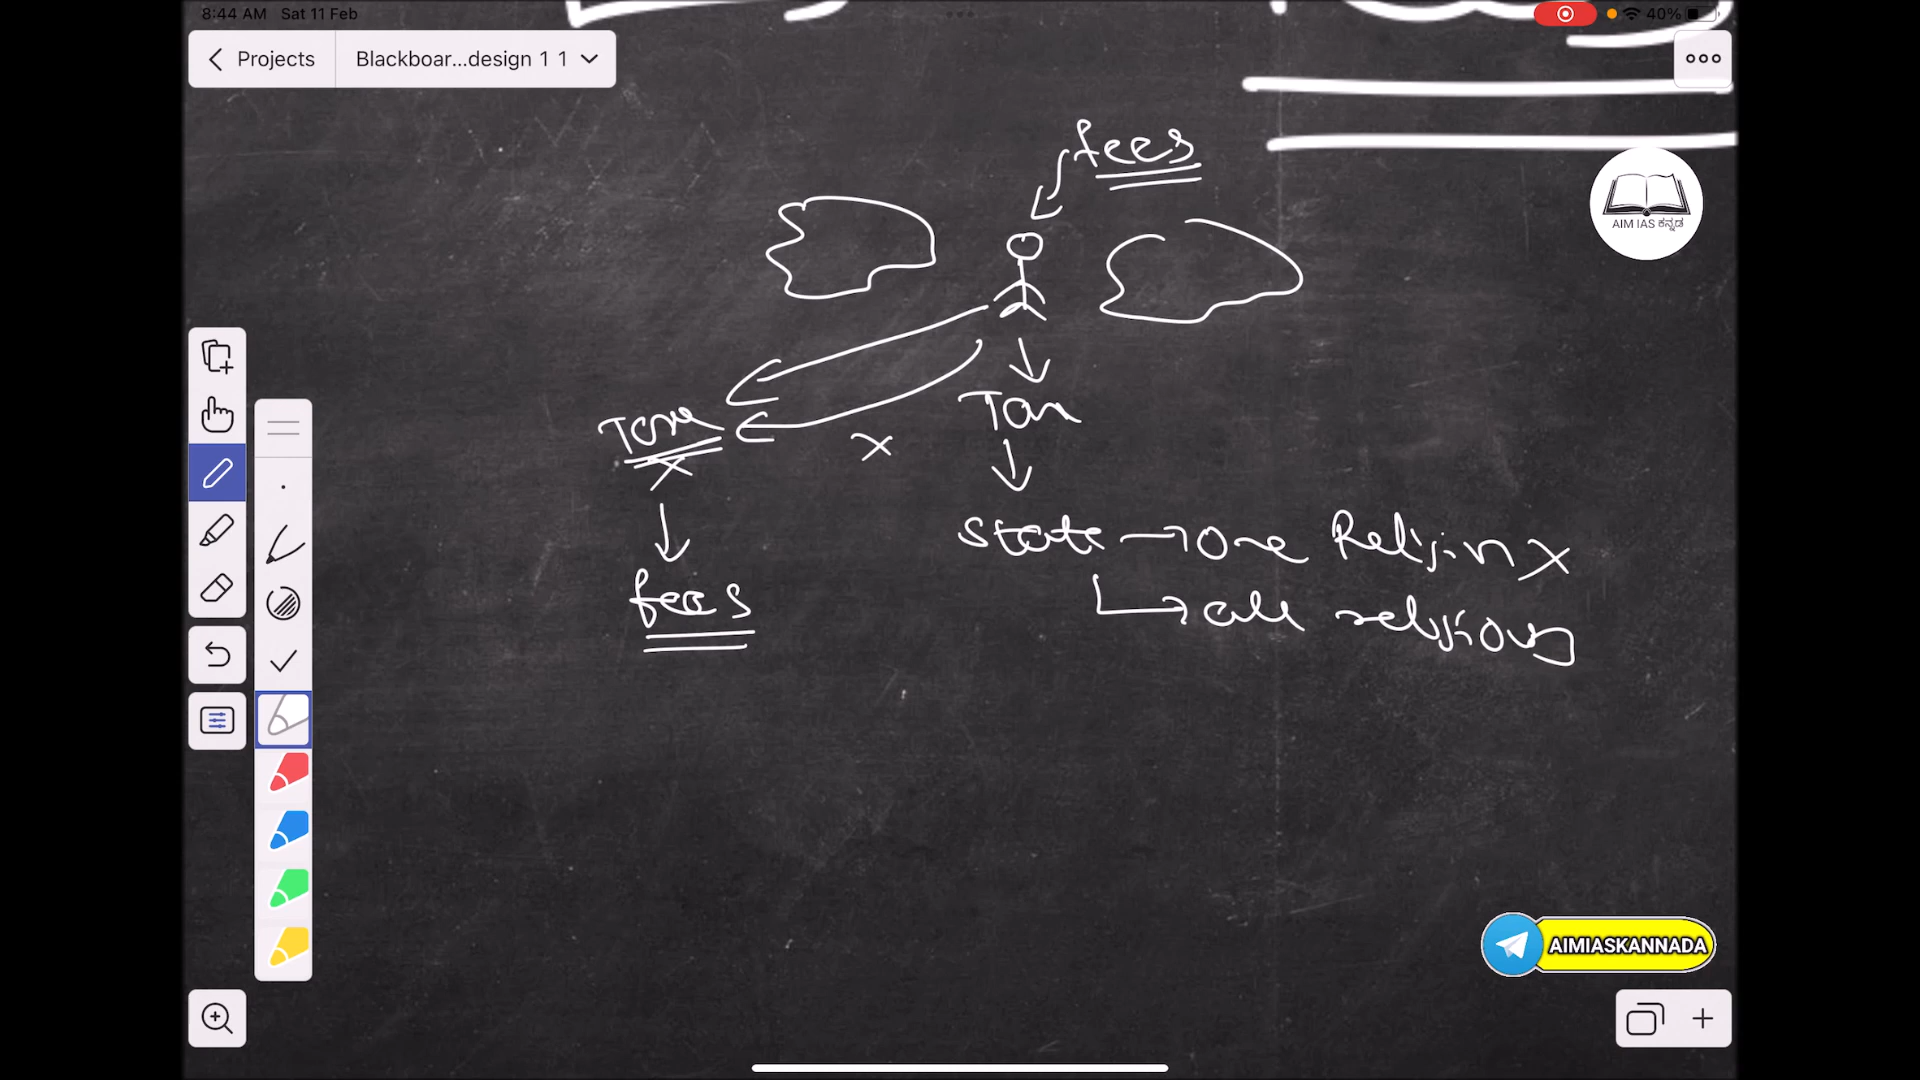 8:44 AM Sat 11 Feb
40%
Projects
Blackboar...design 1 1
fees
AIM IAS ಕನ್ನಡ
Tax
Tax
X
X
state → One Religion X
fees
→ all religions
AIMIASKANNADA